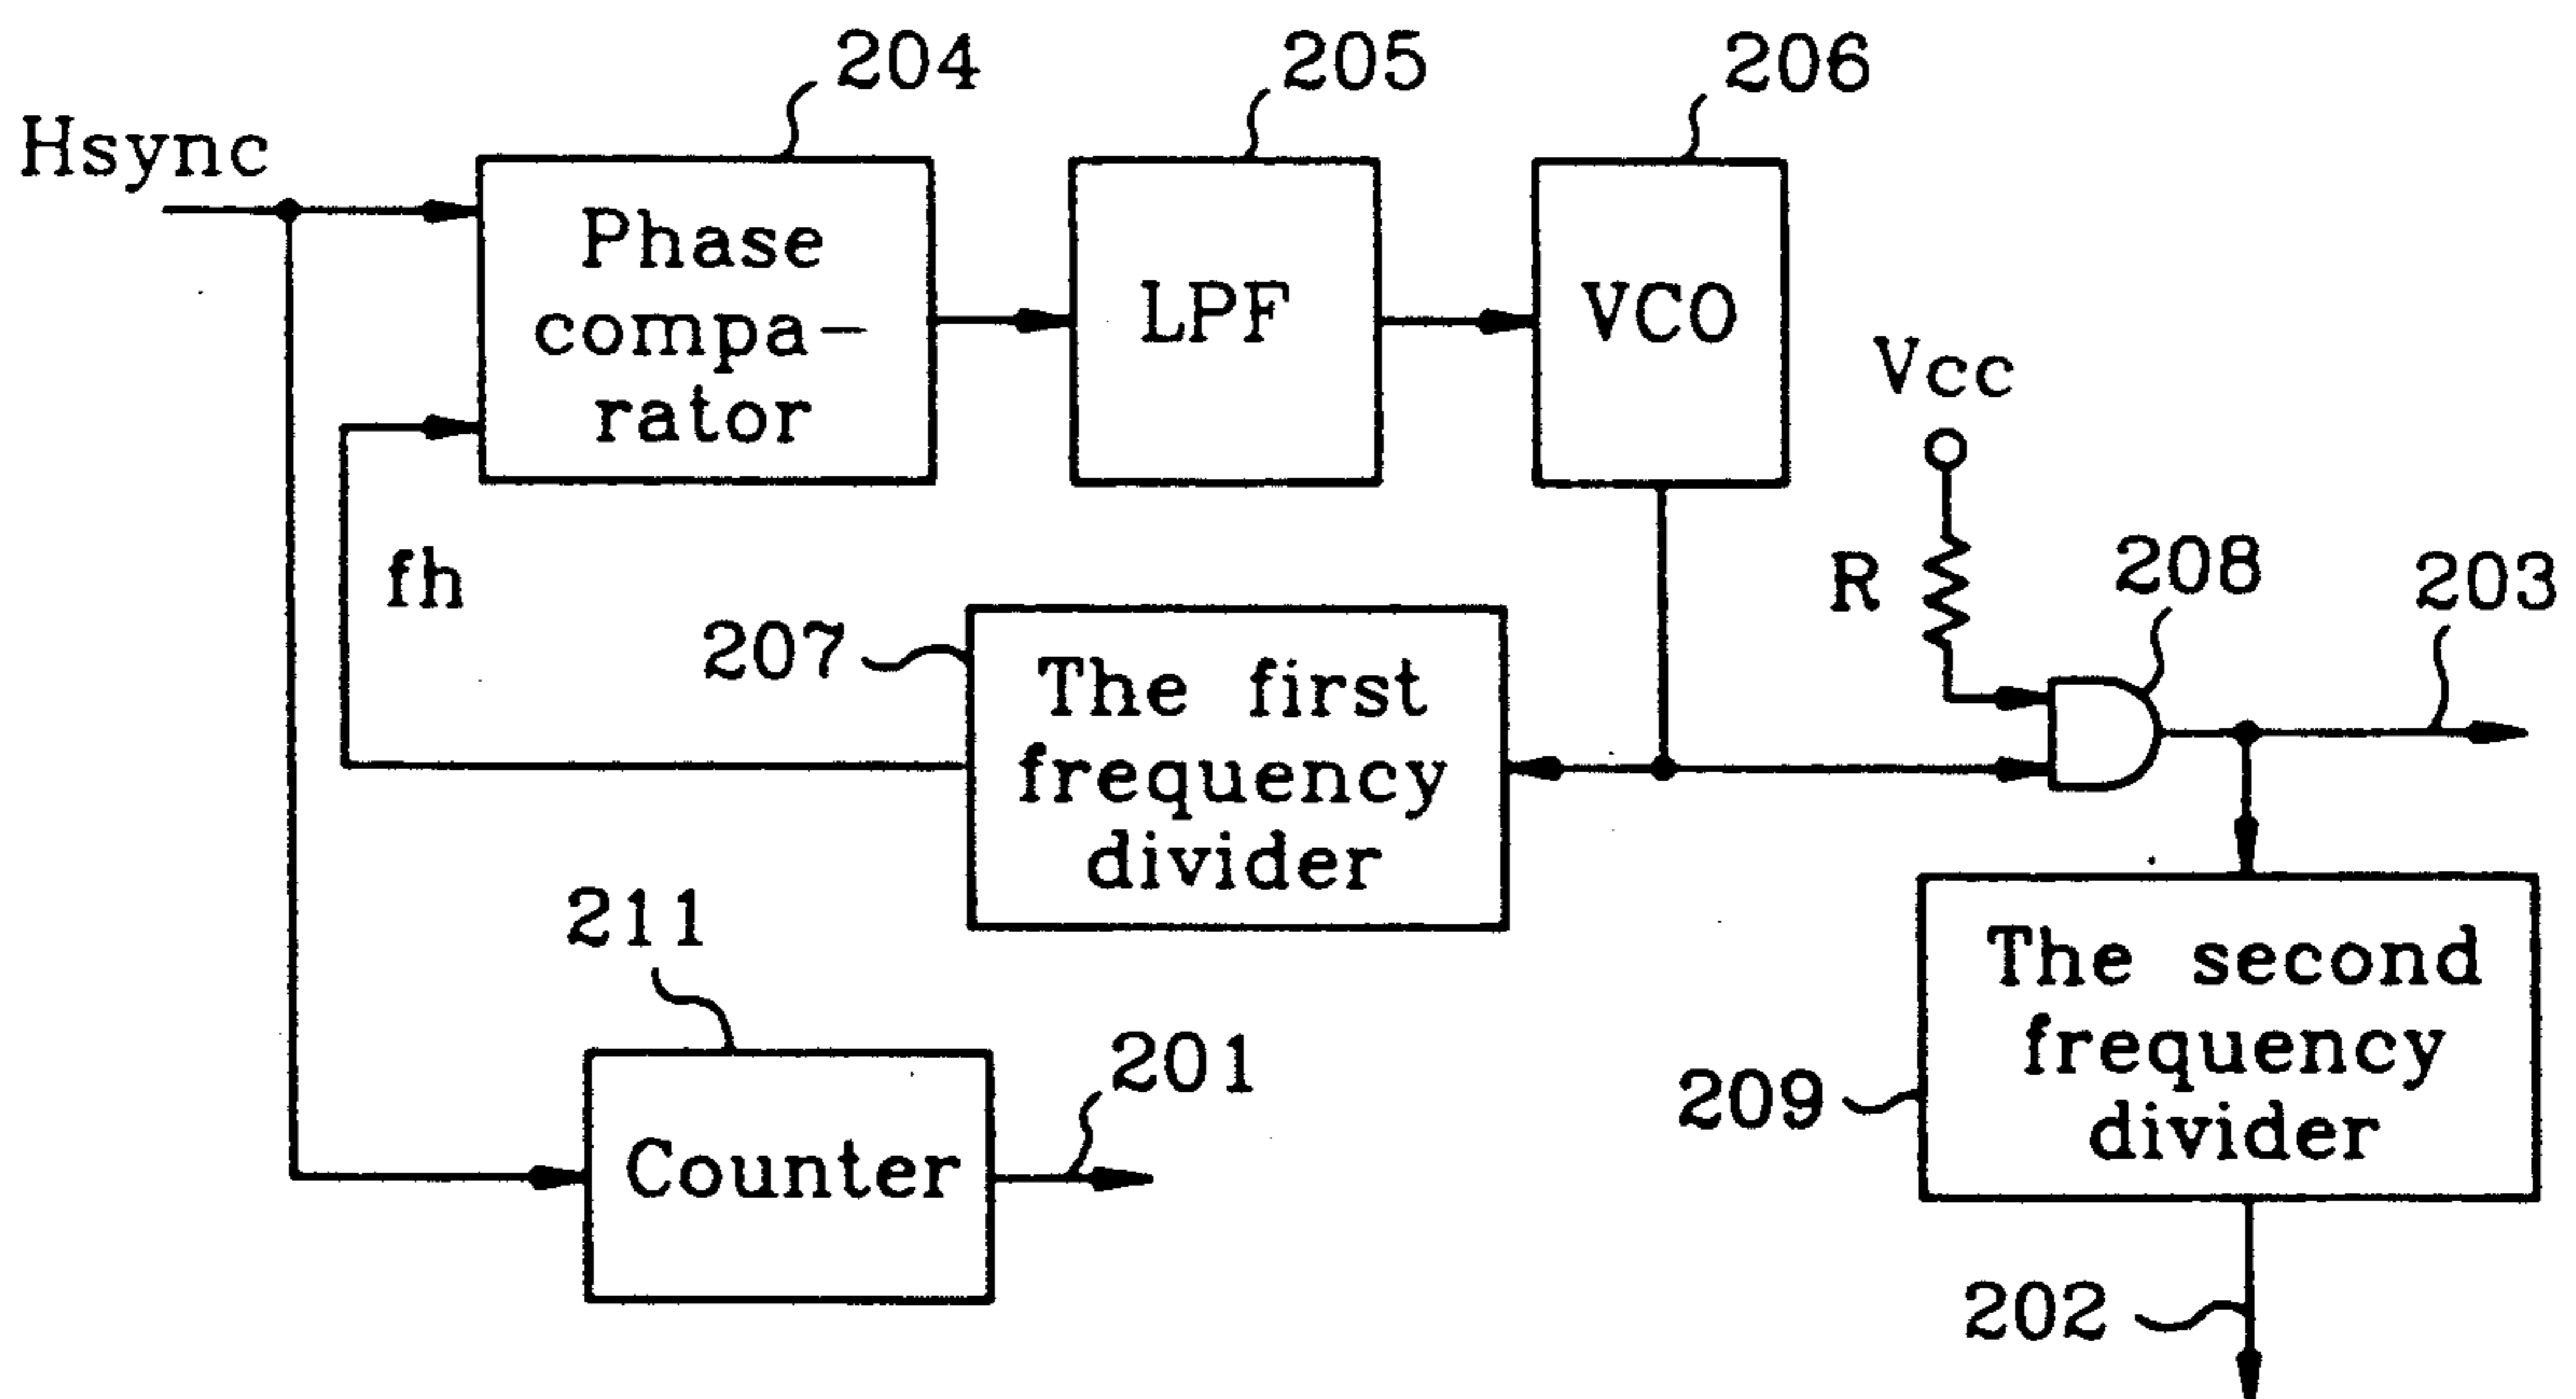 204
205
206
Hsync
Phase
compa-
rator
LPF
VCO
Vcc
fh
R
208
203
207
The first
frequency
divider
211
The second
frequency
divider
201
209
Counter
202